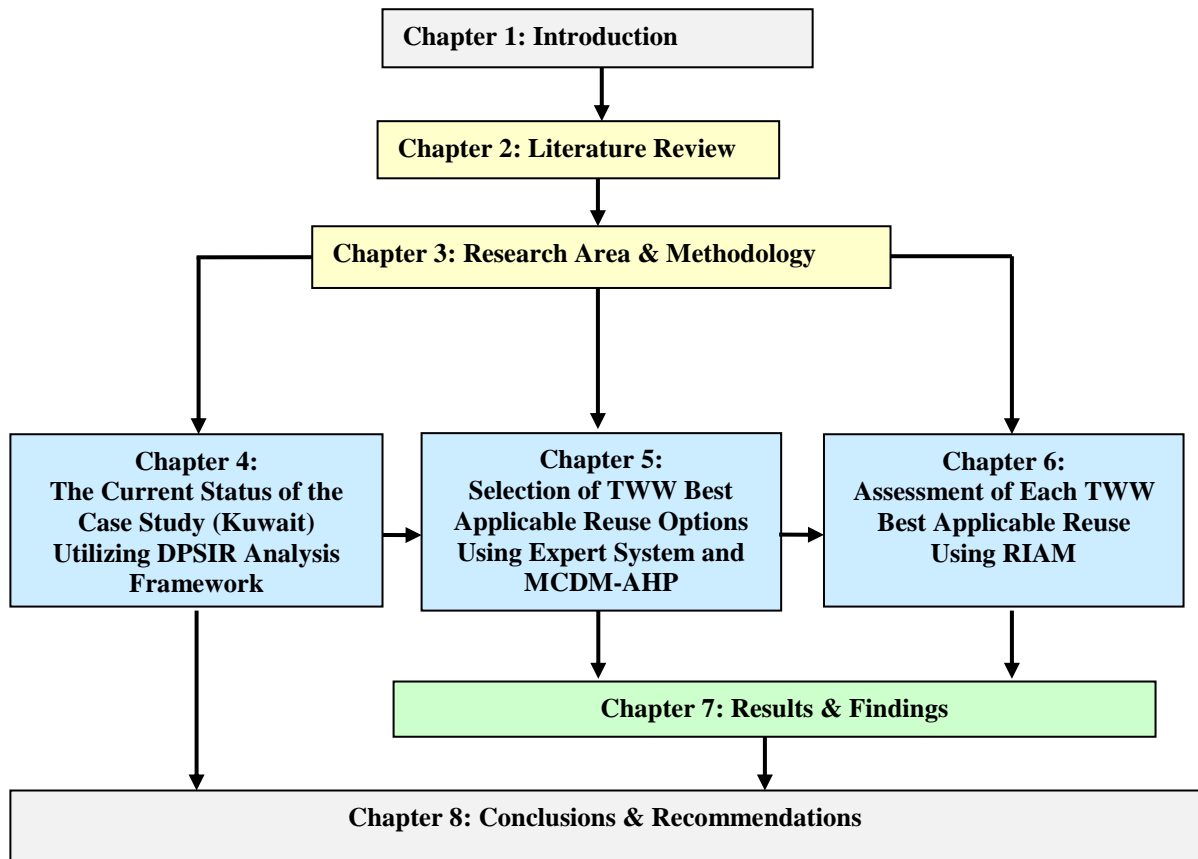 Chapter 1: Introduction
Chapter 2: Literature Review
Chapter 3: Research Area & Methodology
Chapter 4:
The Current Status of the
Case Study (Kuwait)
Utilizing DPSIR Analysis
Framework
Chapter 5:
Selection of TWW Best
Applicable Reuse Options
Using Expert System and
MCDM-AHP
Chapter 6:
Assessment of Each TWW
Best Applicable Reuse
Using RIAM
Chapter 7: Results & Findings
Chapter 8: Conclusions & Recommendations